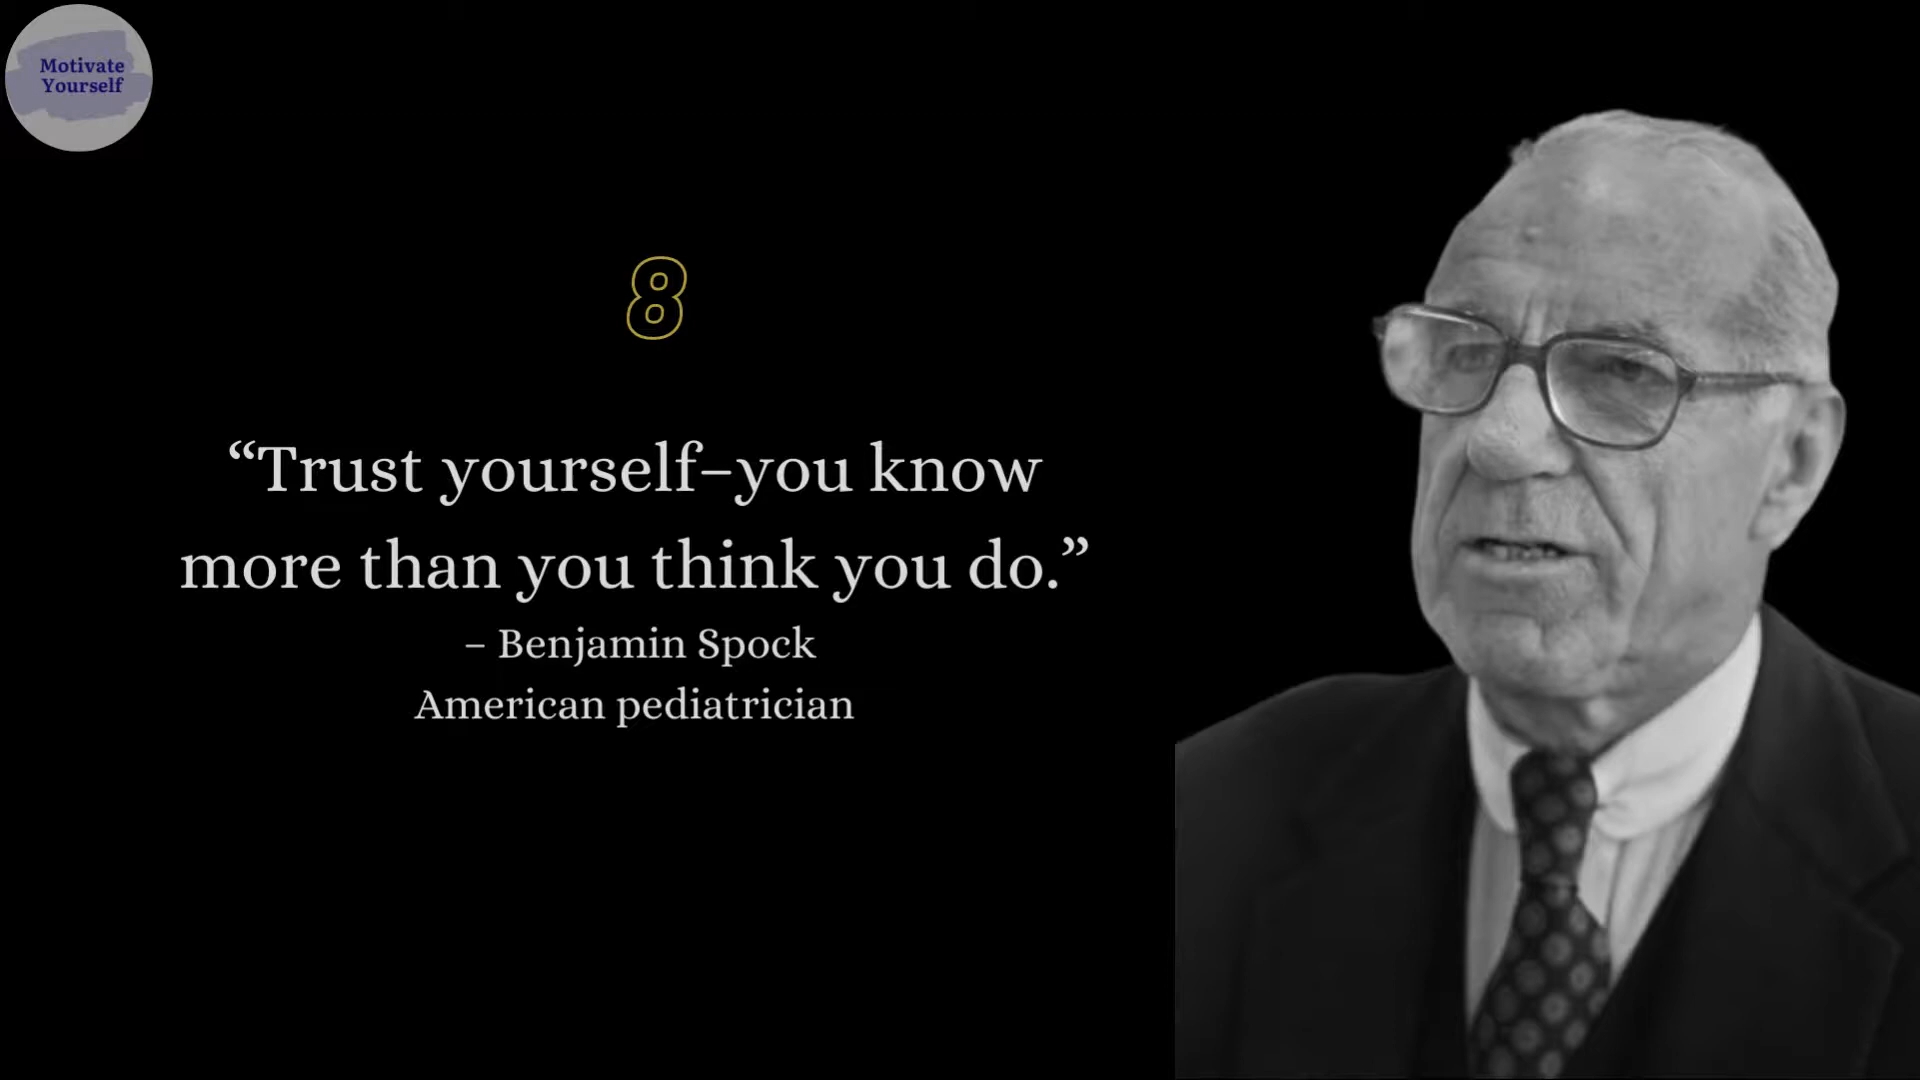 Motivate
Yourself
8
“Trust yourself–you know
more than you think you do.”
– Benjamin Spock
American pediatrician